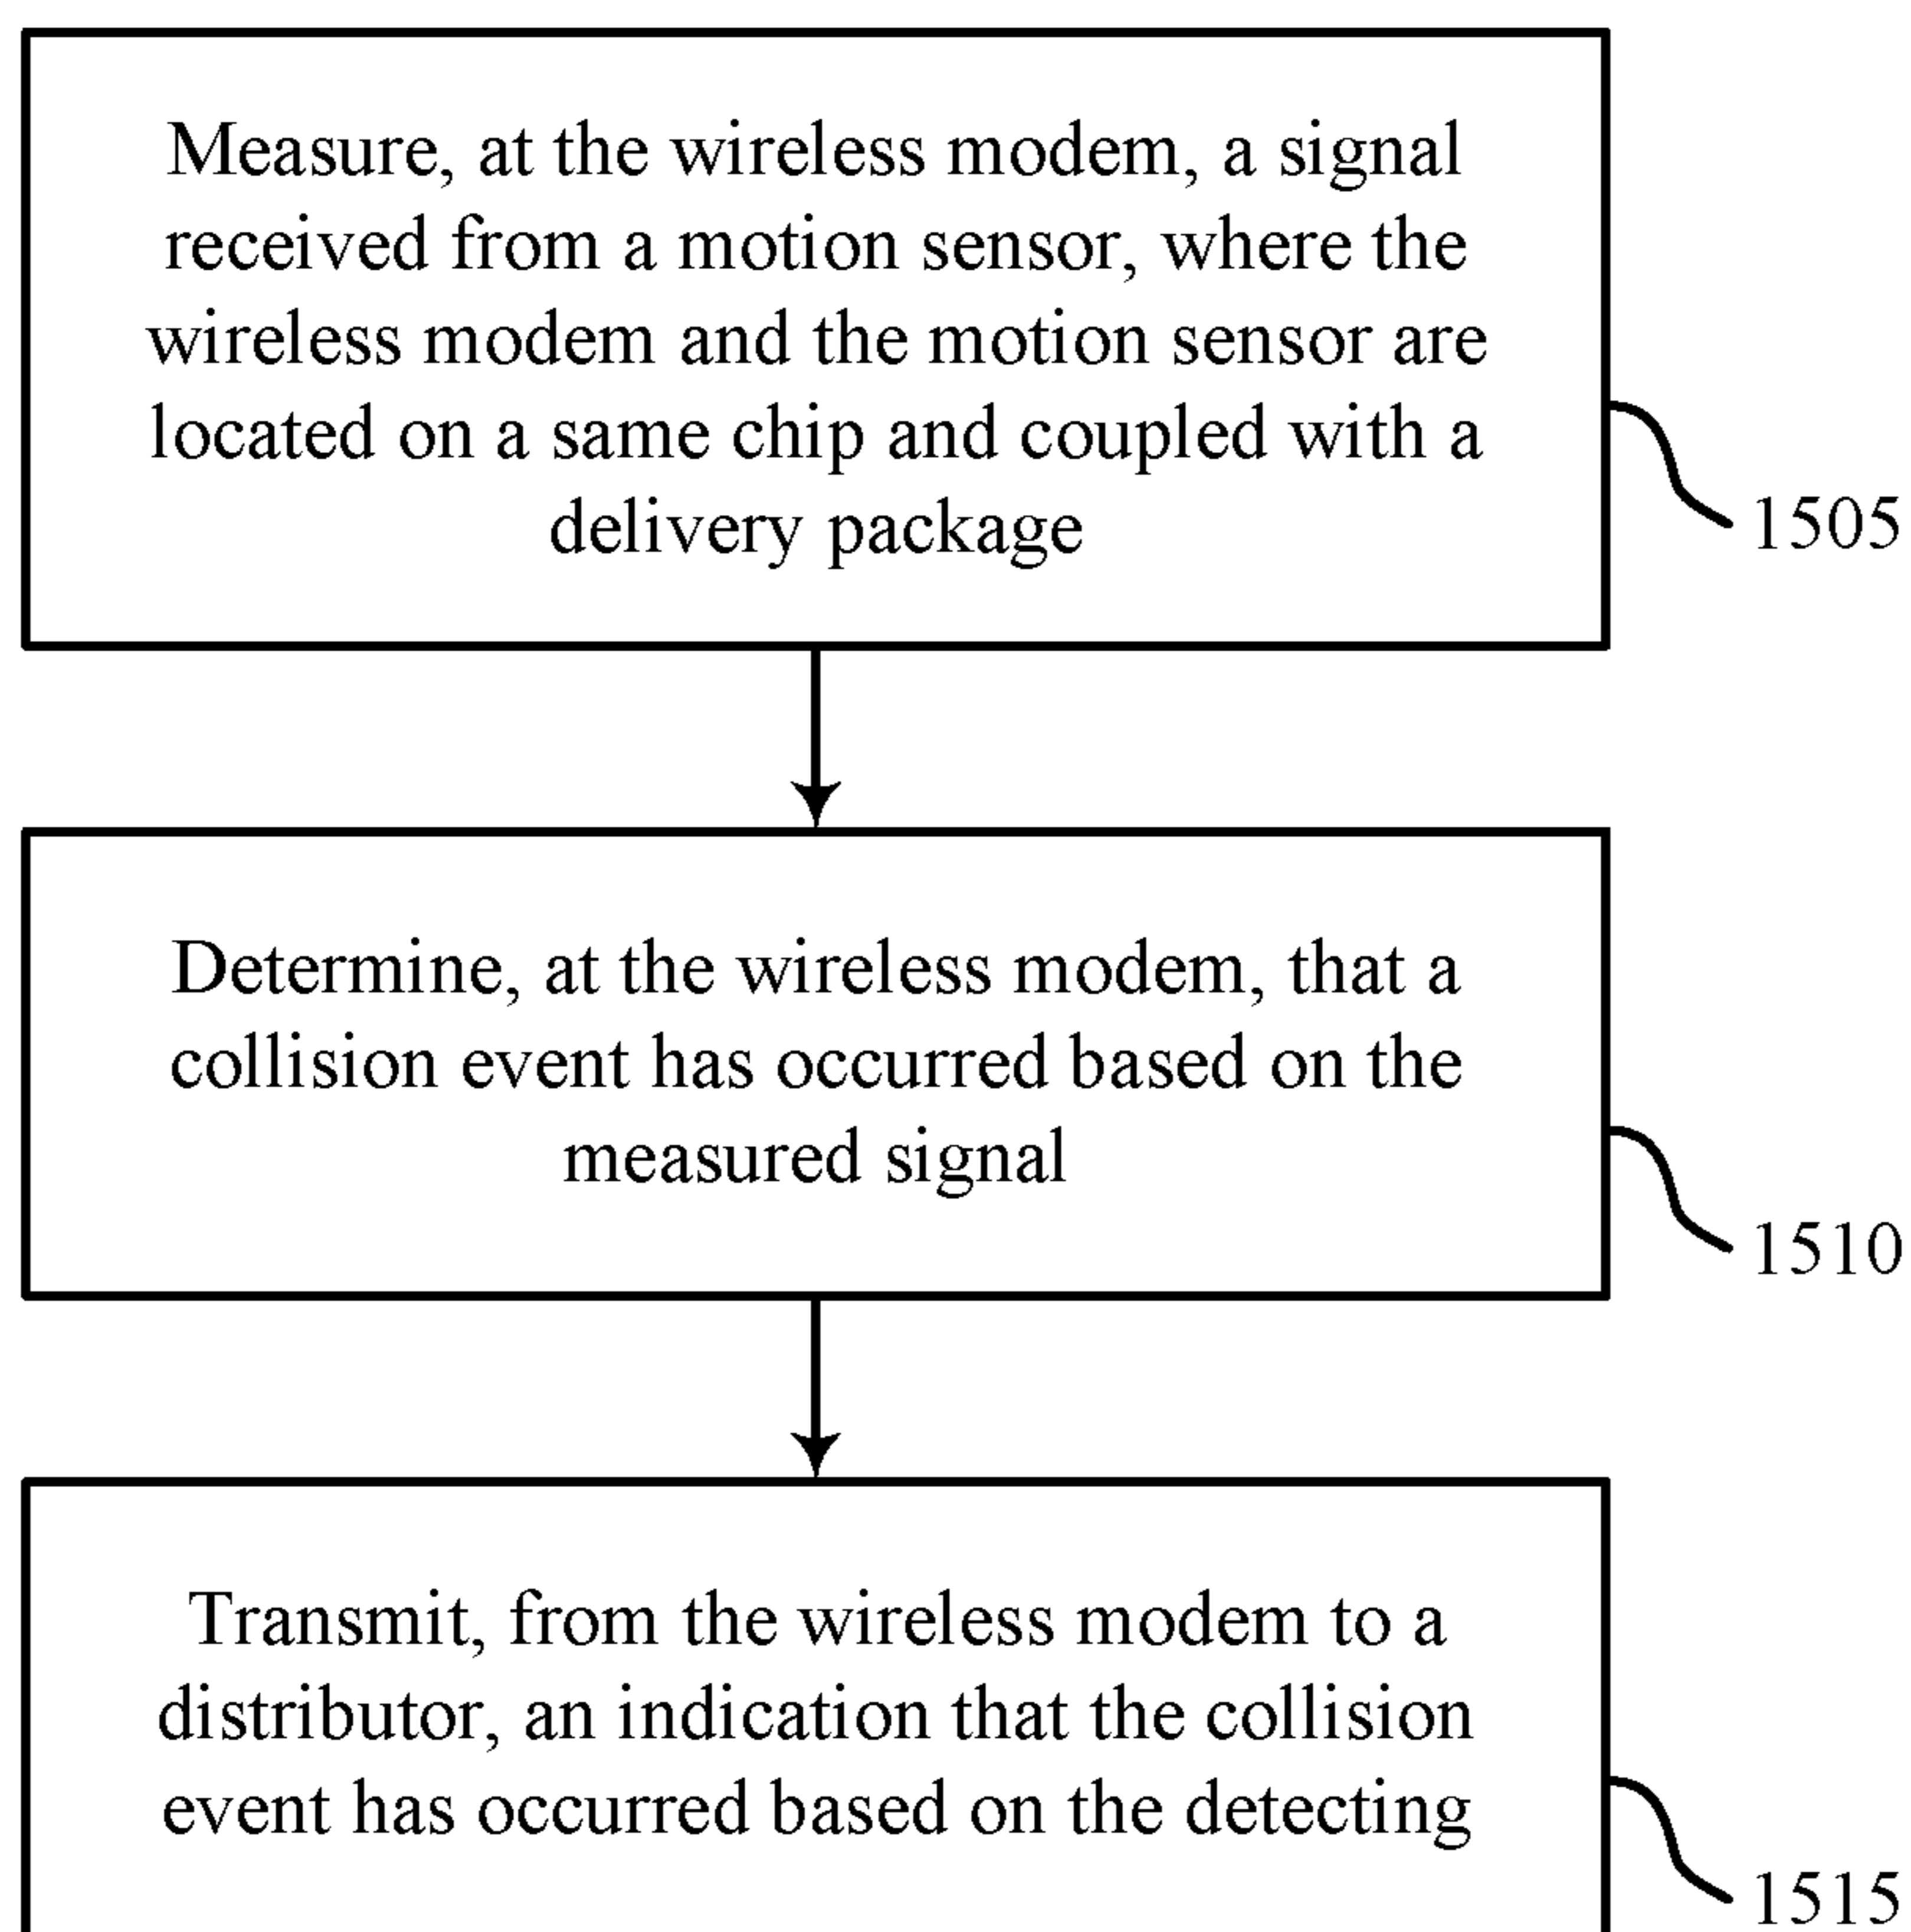 Measure, at the wireless modem, a signal
received from a motion sensor, where the
wireless modem and the motion sensor are
located on a same chip and coupled with a
delivery package
1505
Determine, at the wireless modem, that a
collision event has occurred based on the
measured signal
1510
Transmit, from the wireless modem to a
distributor, an indication that the collision
event has occurred based on the detecting
1515